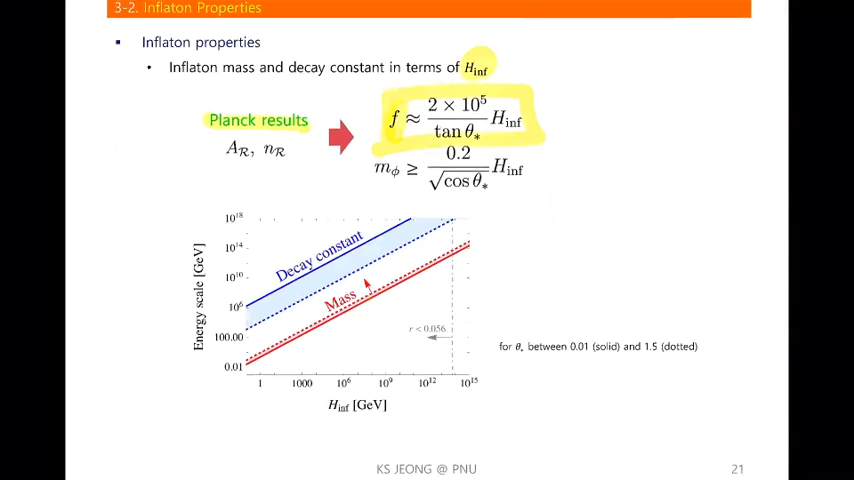 3-2. Inflaton Properties
▪ Inflaton properties
• Inflaton mass and decay constant in terms of H_inf
Planck results
A_ℛ, n_ℛ
f ≈ 2 × 10^5 / tan θ_* H_inf
m_ϕ ≥ 0.2 / √cos θ_* H_inf
Energy scale [GeV]
10^18
10^14
10^10
10^6
100.00
0.01
Decay constant
Mass
r < 0.056
1 1000 10^6 10^9 10^12 10^15
H_inf [GeV]
for θ_* between 0.01 (solid) and 1.5 (dotted)
KS JEONG @ PNU
21